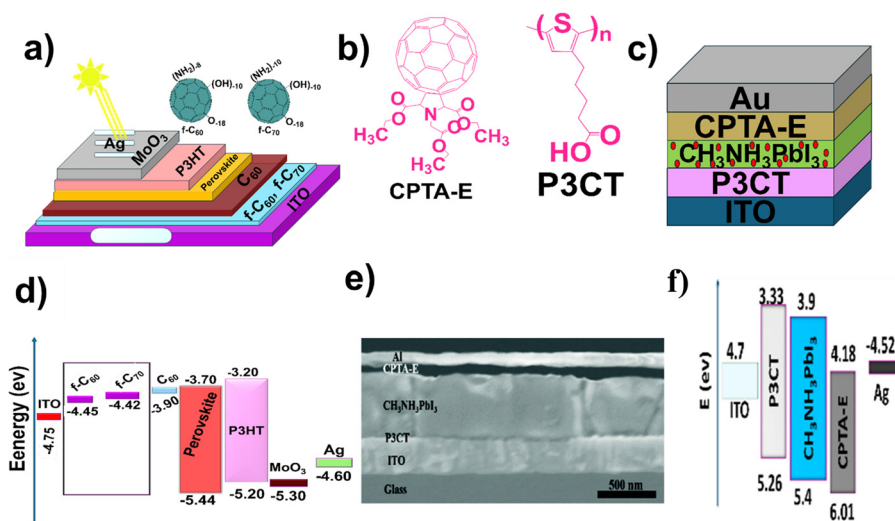 a)
(NH₂)-8
(OH)-10
O-18
f-C₆₀
(NH₂)-10
(OH)-10
O-18
f-C₇₀
Ag
MoO₃
P3HT
Perovskite
C₆₀
f-C₆₀, f-C₇₀
ITO
b)
O
O
O
O
N
O
O
H₃C
CH₃
H₃C
CPTA-E
S
n
O
HO
P3CT
c)
Au
CPTA-E
CH₃NH₃PbI₃
P3CT
ITO
d)
Eenergy (ev)
ITO
-4.75
f-C₆₀
-4.45
f-C₇₀
-4.42
C₆₀
-3.90
-3.70
Perovskite
-5.44
-3.20
P3HT
-5.20
MoO₃
-5.30
Ag
-4.60
e)
Al
CPTA-E
CH₃NH₃PbI₃
P3CT
ITO
Glass
500 nm
f)
E (ev)
4.7
ITO
3.33
P3CT
5.26
3.9
CH₃NH₃PbI₃
5.4
4.18
CPTA-E
6.01
-4.52
Ag